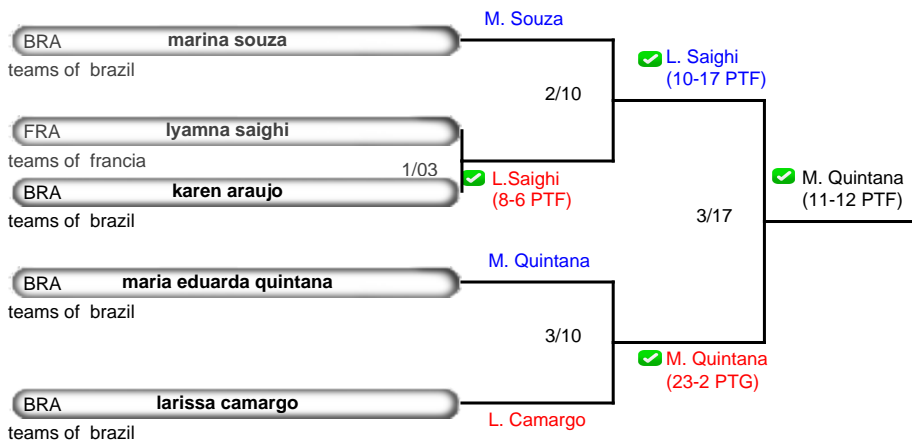 M. Souza
BRA marina souza
teams of brazil
L. Saighi
(10-17 PTF)
2/10
FRA lyamna saighi
teams of francia
1/03
L.Saighi
(8-6 PTF)
BRA karen araujo
teams of brazil
M. Quintana
(11-12 PTF)
3/17
M. Quintana
BRA maria eduarda quintana
teams of brazil
3/10
M. Quintana
(23-2 PTG)
BRA larissa camargo
L. Camargo
teams of brazil